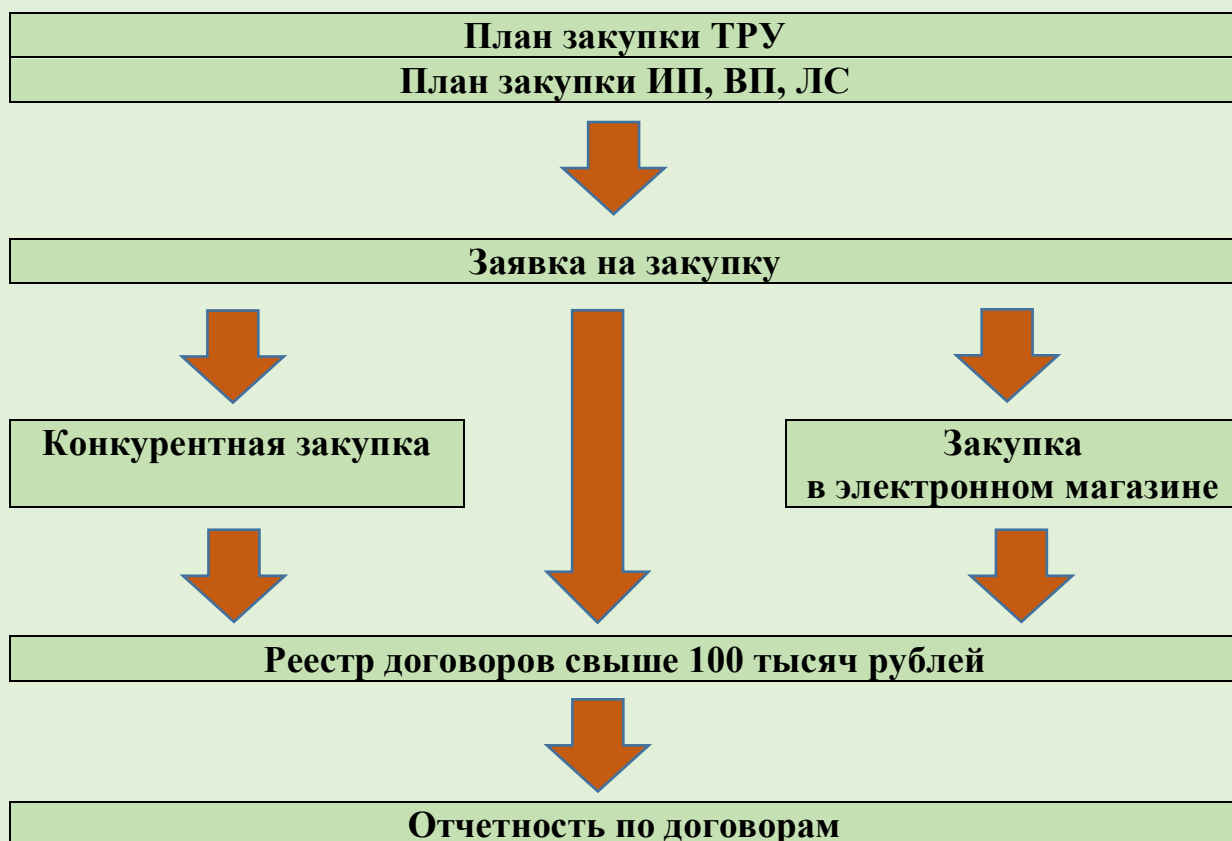 План закупки ТРУ
План закупки ИП, ВП, ЛС
Заявка на закупку
Конкурентная закупка
Закупка
в электронном магазине
Реестр договоров свыше 100 тысяч рублей
Отчетность по договорам